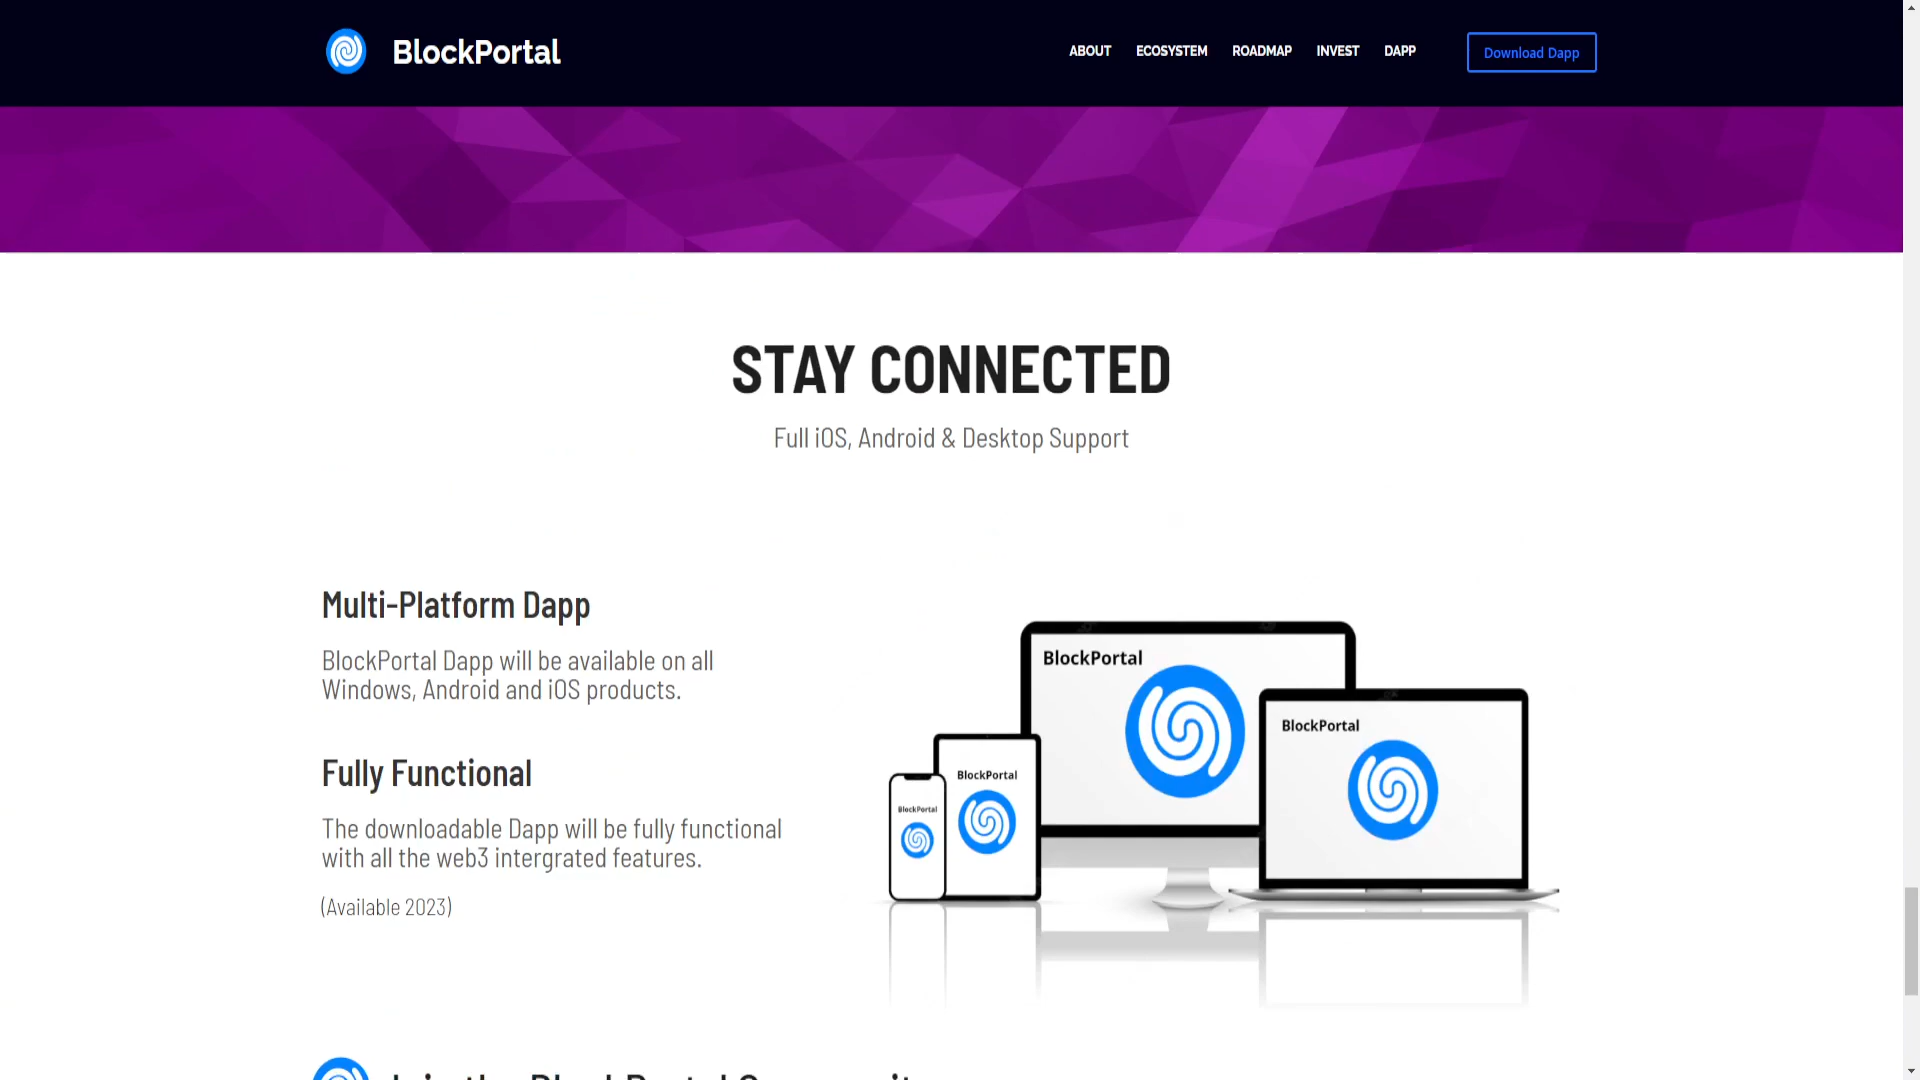 BlockPortal
ABOUT ECOSYSTEM ROADMAP INVEST DAPP Download Dapp
STAY CONNECTED
Full iOS, Android & Desktop Support
Multi-Platform Dapp
BlockPortal Dapp will be available on all
Windows, Android and iOS products.
Fully Functional
The downloadable Dapp will be fully functional
with all the web3 intergrated features.
(Available 2023)
BlockPortal
BlockPortal
BlockPortal
BlockPortal